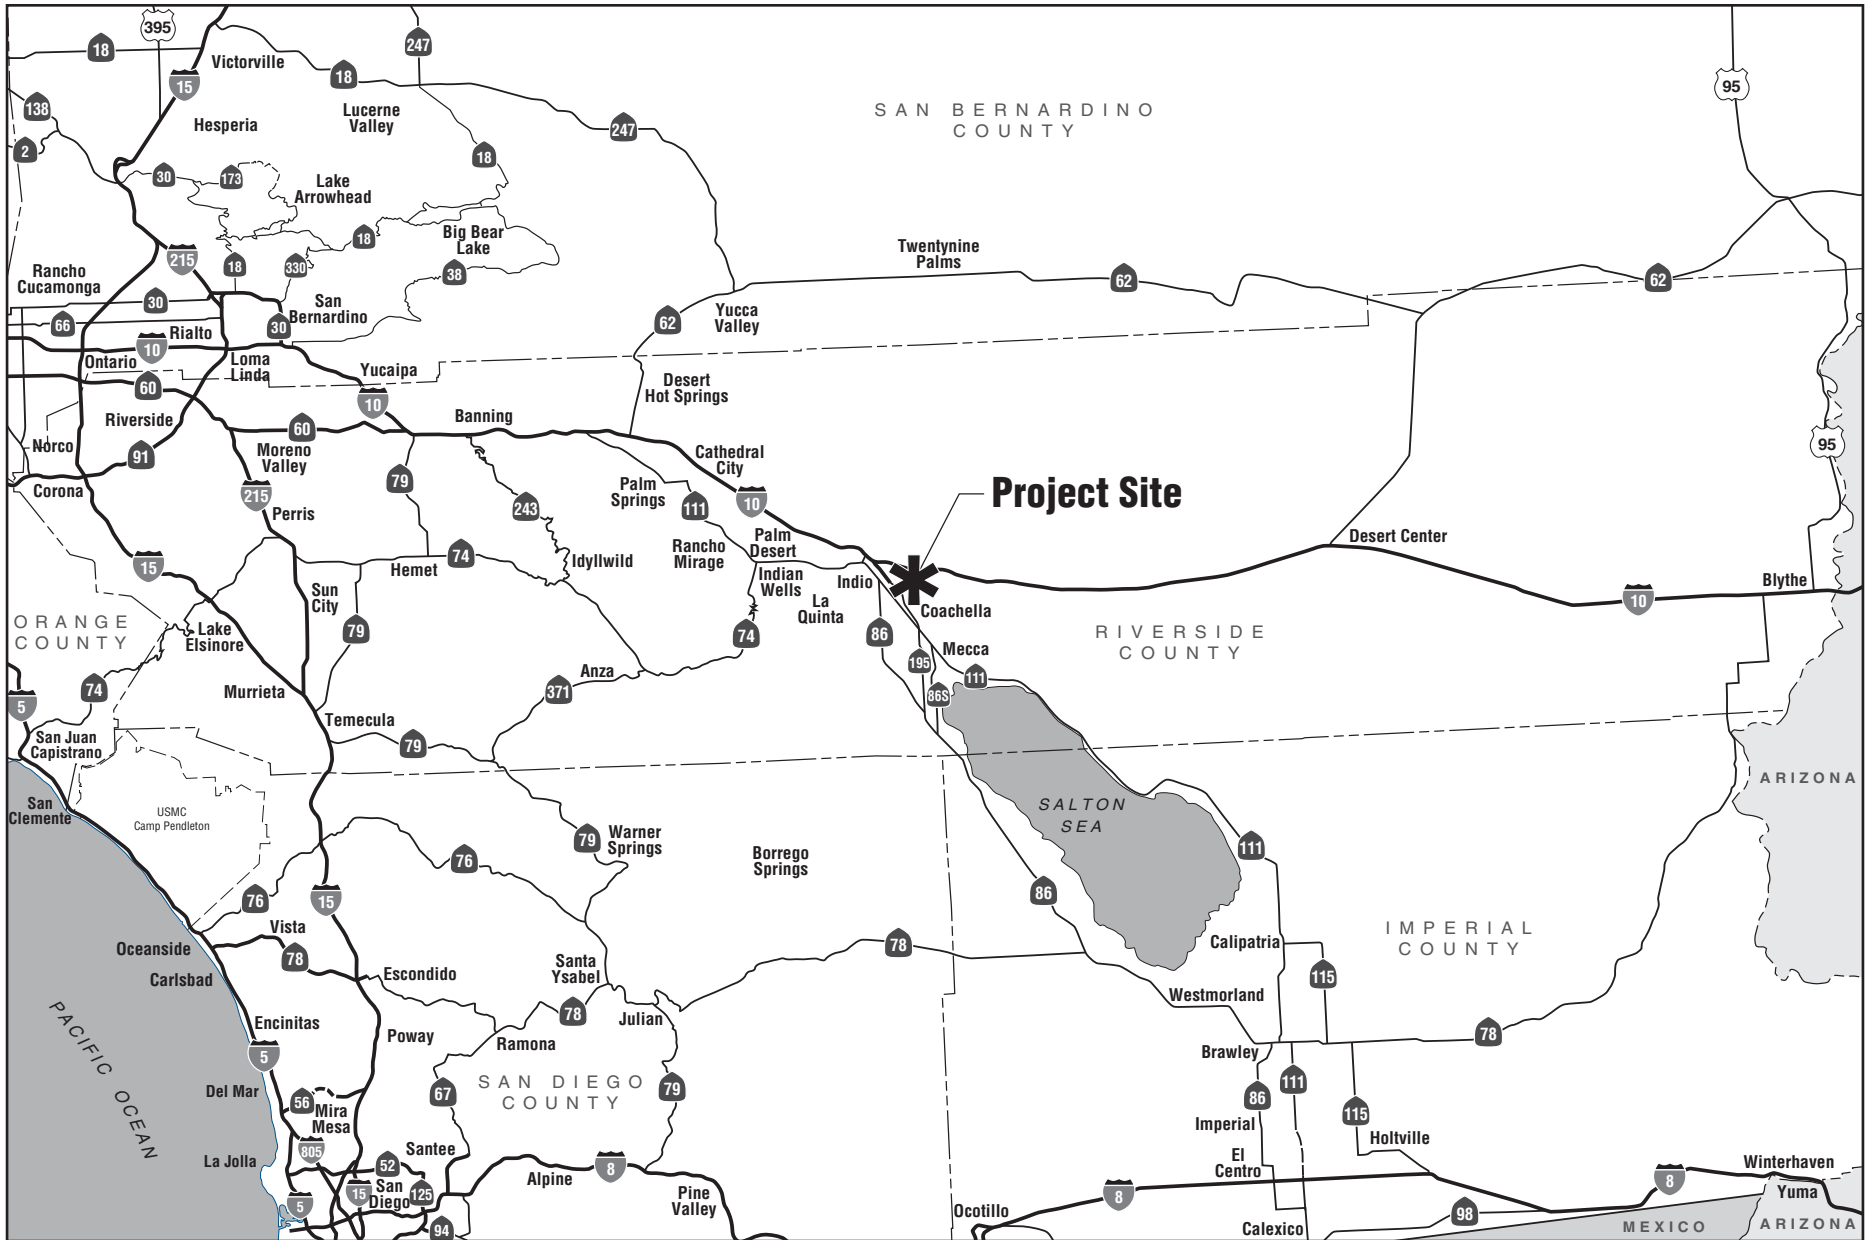 395
18
247
15
Victorville
18
95
138
Lucerne
Valley
SAN BERNARDINO
COUNTY
Hesperia
247
2
18
30
173
Lake
Arrowhead
18
Big Bear
Lake
Twentynine
Palms
215
18
330
38
Rancho
Cucamonga
62
62
30
San
Bernardino
66
30
62
Yucca
Valley
Rialto
10
Ontario
Loma
Linda
Yucaipa
60
Desert
Hot Springs
10
Riverside
60
Banning
Norco
91
Moreno
Valley
Cathedral
City
95
Corona
215
79
Palm
Springs
243
111
10
Project Site
Perris
Palm
Desert
Desert Center
15
Hemet
74
Idyllwild
Rancho
Mirage
Indian
Wells
Indio
Blythe
Sun
City
La
Quinta
Coachella
10
ORANGE
COUNTY
Lake
Elsinore
79
74
86
RIVERSIDE
COUNTY
Mecca
195
111
74
Murrieta
371
Anza
86S
5
Temecula
San Juan
Capistrano
79
ARIZONA
San
Clemente
USMC
Camp Pendleton
SALTON
SEA
79
Warner
Springs
Borrego
Springs
111
76
86
76
15
Vista
IMPERIAL
COUNTY
Oceanside
78
78
Calipatria
Carlsbad
Escondido
Santa
Ysabel
115
Westmorland
PACIFIC OCEAN
Encinitas
78
Julian
Poway
Ramona
78
5
Brawley
Del Mar
67
SAN DIEGO
COUNTY
79
111
86
56
Mira
Mesa
115
Imperial
805
Santee
Holtville
La Jolla
52
El
Centro
Winterhaven
15
San
Diego
125
Alpine
8
8
8
Yuma
5
Pine
Valley
Ocotillo
98
94
Calexico
MEXICO
ARIZONA